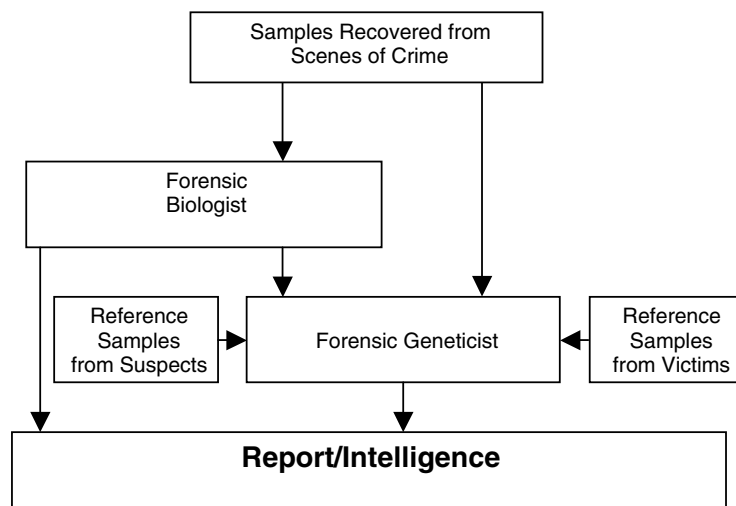 Samples Recovered from
Scenes of Crime
Forensic
Biologist
Reference
Samples
from Suspects
Forensic Geneticist
Reference
Samples
from Victims
Report/Intelligence